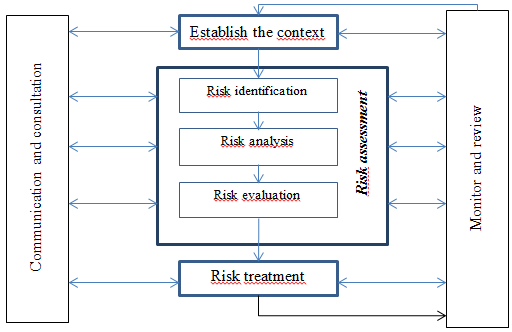 Establish the context
Communication and consultation
Risk identification
Risk analysis
Risk evaluation
Risk assessment
Monitor and review
Risk treatment